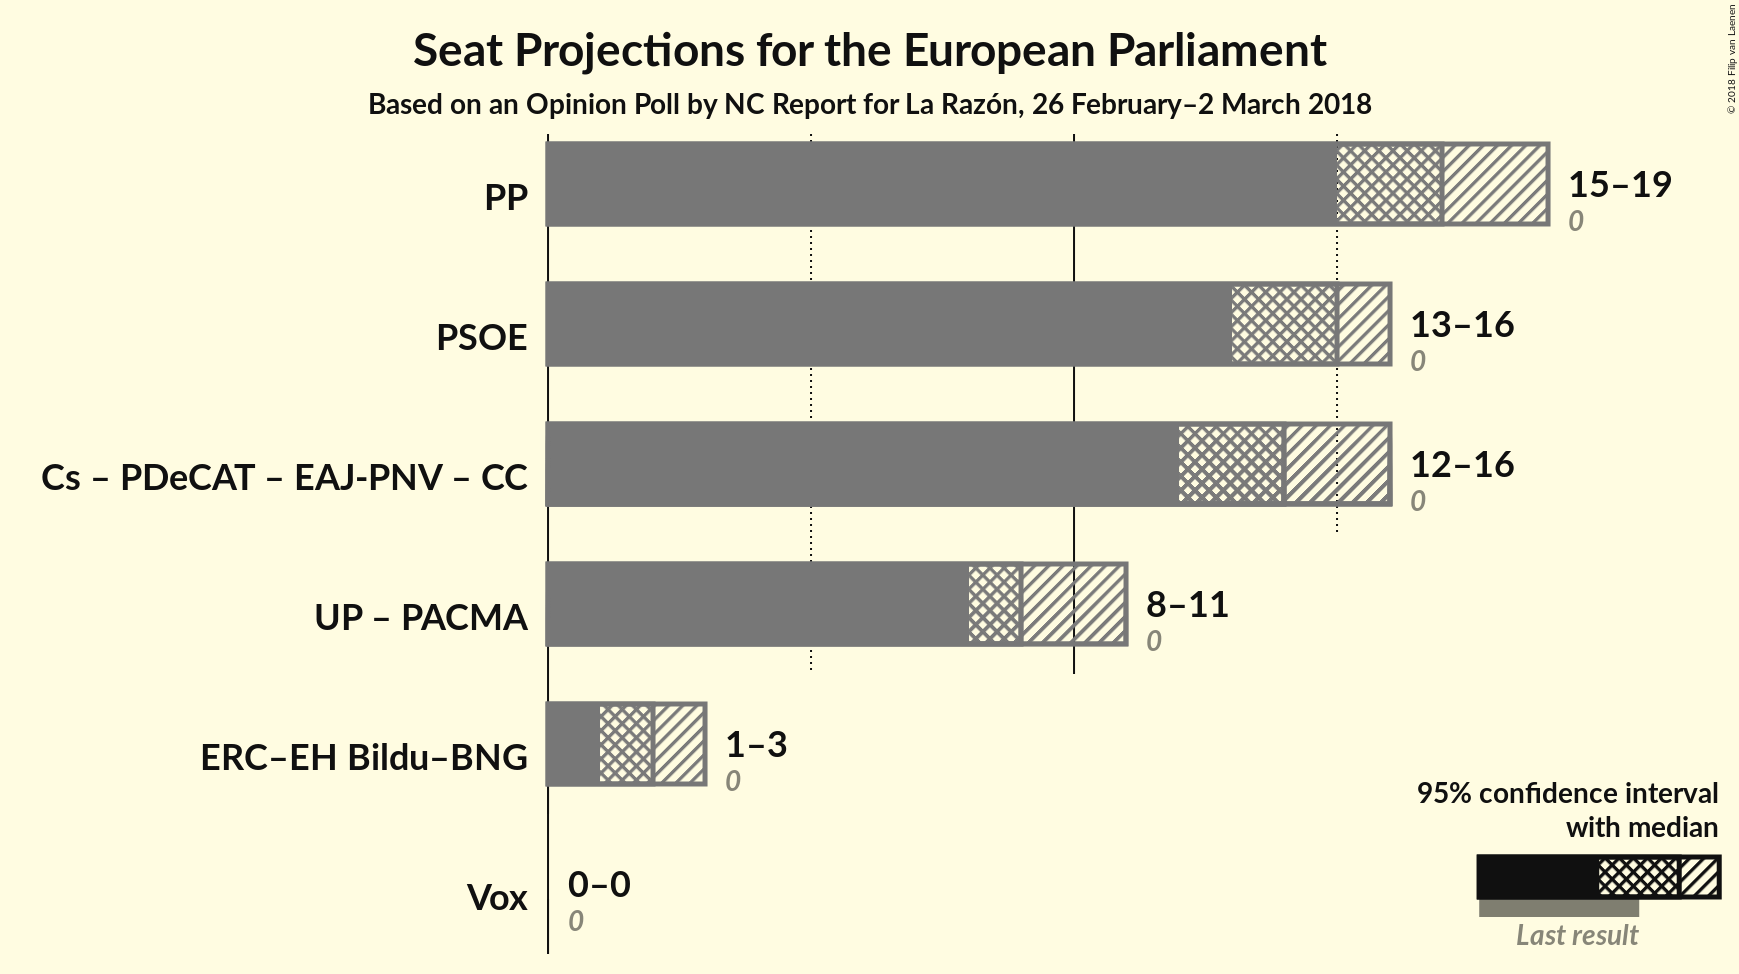 Seat Projections for the European Parliament
Based on an Opinion Poll by NC Report for La Razón, 26 February–2 March 2018
© 2018 Filip van Laenen
PP
15–19
0
PSOE
13–16
0
Cs – PDeCAT – EAJ-PNV – CC
12–16
0
UP – PACMA
8–11
0
ERC–EH Bildu–BNG
1–3
0
Vox
0–0
0
95% confidence interval
with median
Last result